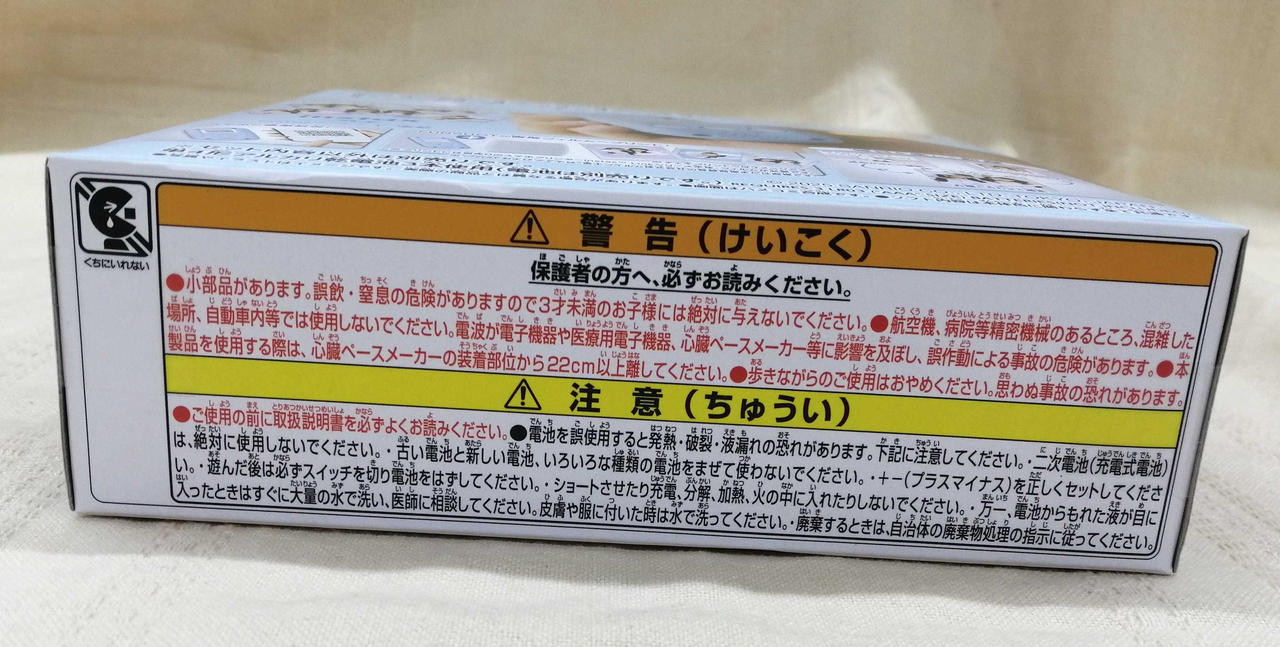 くちにいれない
警告（けいこく）
保護者の方へ、必ずお読みください。
●小部品があります。誤飲・窒息の危険がありますので3才未満のお子様には絶対に与えないでください。●航空機、病院等精密機械のあるところ、混雑した
場所、自動車内等では使用しないでください。電波が電子機器や医療用電子機器、心臓ペースメーカー等に影響を及ぼし、誤作動による事故の危険があります。●本
製品を使用する際は、心臓ペースメーカーの装着部位から22cm以上離してください。●歩きながらのご使用はおやめください。思わぬ事故の恐れがあります。
注意（ちゅうい）
●ご使用の前に取扱説明書を必ずよくお読みください。●電池を誤使用すると発熱・破裂・液漏れの恐れがあります。下記に注意してください。・二次電池（充電式電池）
は、絶対に使用しないでください。・古い電池と新しい電池、いろいろな種類の電池をまぜて使わないでください。・＋−（プラスマイナス）を正しくセットしてくださ
い。・遊んだ後は必ずスイッチを切り電池をはずしてください。・ショートさせたり充電、分解、加熱、火の中に入れたりしないでください。・万一、電池からもれた液が目に
入ったときはすぐに大量の水で洗い、医師に相談してください。皮膚や服に付いた時は水で洗ってください。・廃棄するときは、自治体の廃棄物処理の指示に従ってください。